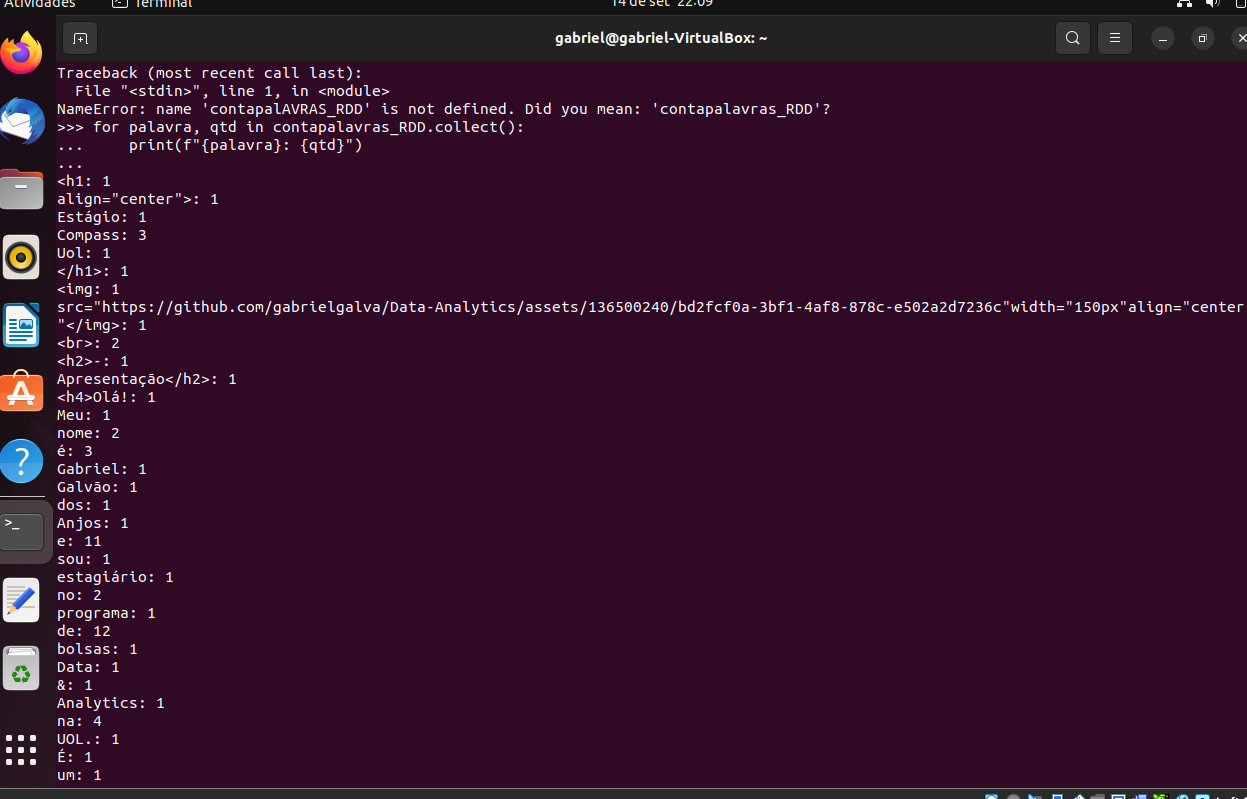 Atividades
Terminal
14 de set 22:09
gabriel@gabriel-VirtualBox: ~
Traceback (most recent call last):
  File "<stdin>", line 1, in <module>
NameError: name 'contapalAVRAS_RDD' is not defined. Did you mean: 'contapalavras_RDD'?
>>> for palavra, qtd in contapalavras_RDD.collect():
...     print(f"{palavra}: {qtd}")
...
<h1: 1
align="center">: 1
Estágio: 1
Compass: 3
Uol: 1
</h1>: 1
<img: 1
src="https://github.com/gabrielgalva/Data-Analytics/assets/136500240/bd2fcf0a-3bf1-4af8-878c-e502a2d7236c"width="150px"align="center
"</img>: 1
<br>: 2
<h2>-: 1
Apresentação</h2>: 1
<h4>Olá!: 1
Meu: 1
nome: 2
é: 3
Gabriel: 1
Galvão: 1
dos: 1
Anjos: 1
e: 11
sou: 1
estagiário: 1
no: 2
programa: 1
de: 12
bolsas: 1
Data: 1
&: 1
Analytics: 1
na: 4
UOL.: 1
É: 1
um: 1